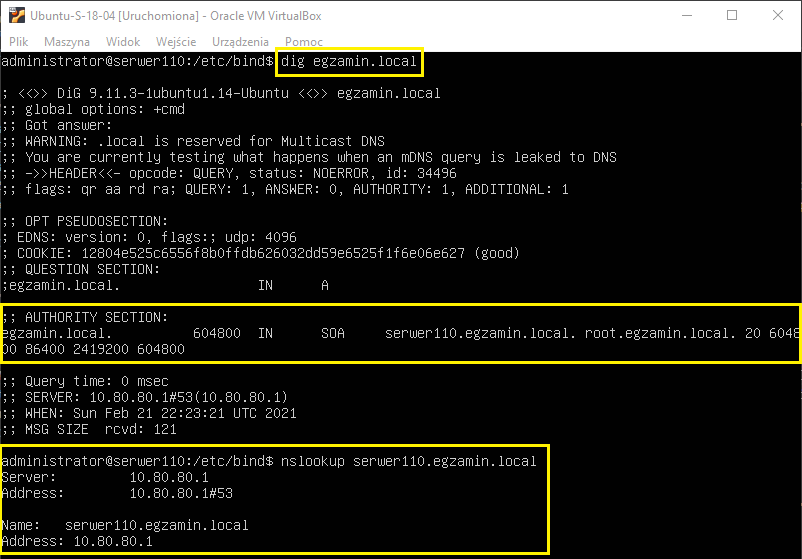 Ubuntu-S-18-04 [Uruchomiona] - Oracle VM VirtualBox
Plik Maszyna Widok Wejście Urządzenia Pomoc
administrator@serwer110:/etc/bind$ dig egzamin.local
; <<>> DiG 9.11.3-1ubuntu1.14-Ubuntu <<>> egzamin.local
;; global options: +cmd
;; Got answer:
;; WARNING: .local is reserved for Multicast DNS
;; You are currently testing what happens when an mDNS query is leaked to DNS
;; ->>HEADER<<- opcode: QUERY, status: NOERROR, id: 34496
;; flags: qr aa rd ra; QUERY: 1, ANSWER: 0, AUTHORITY: 1, ADDITIONAL: 1
;; OPT PSEUDOSECTION:
; EDNS: version: 0, flags:; udp: 4096
; COOKIE: 12804e525c6556f8b0ffdb626032dd59e6525f1f6e06e627 (good)
;; QUESTION SECTION:
;egzamin.local. IN A
;; AUTHORITY SECTION:
egzamin.local. 604800 IN SOA serwer110.egzamin.local. root.egzamin.local. 20 6048
00 86400 2419200 604800
;; Query time: 0 msec
;; SERVER: 10.80.80.1#53(10.80.80.1)
;; WHEN: Sun Feb 21 22:23:21 UTC 2021
;; MSG SIZE rcvd: 121
administrator@serwer110:/etc/bind$ nslookup serwer110.egzamin.local
Server: 10.80.80.1
Address: 10.80.80.1#53
Name: serwer110.egzamin.local
Address: 10.80.80.1